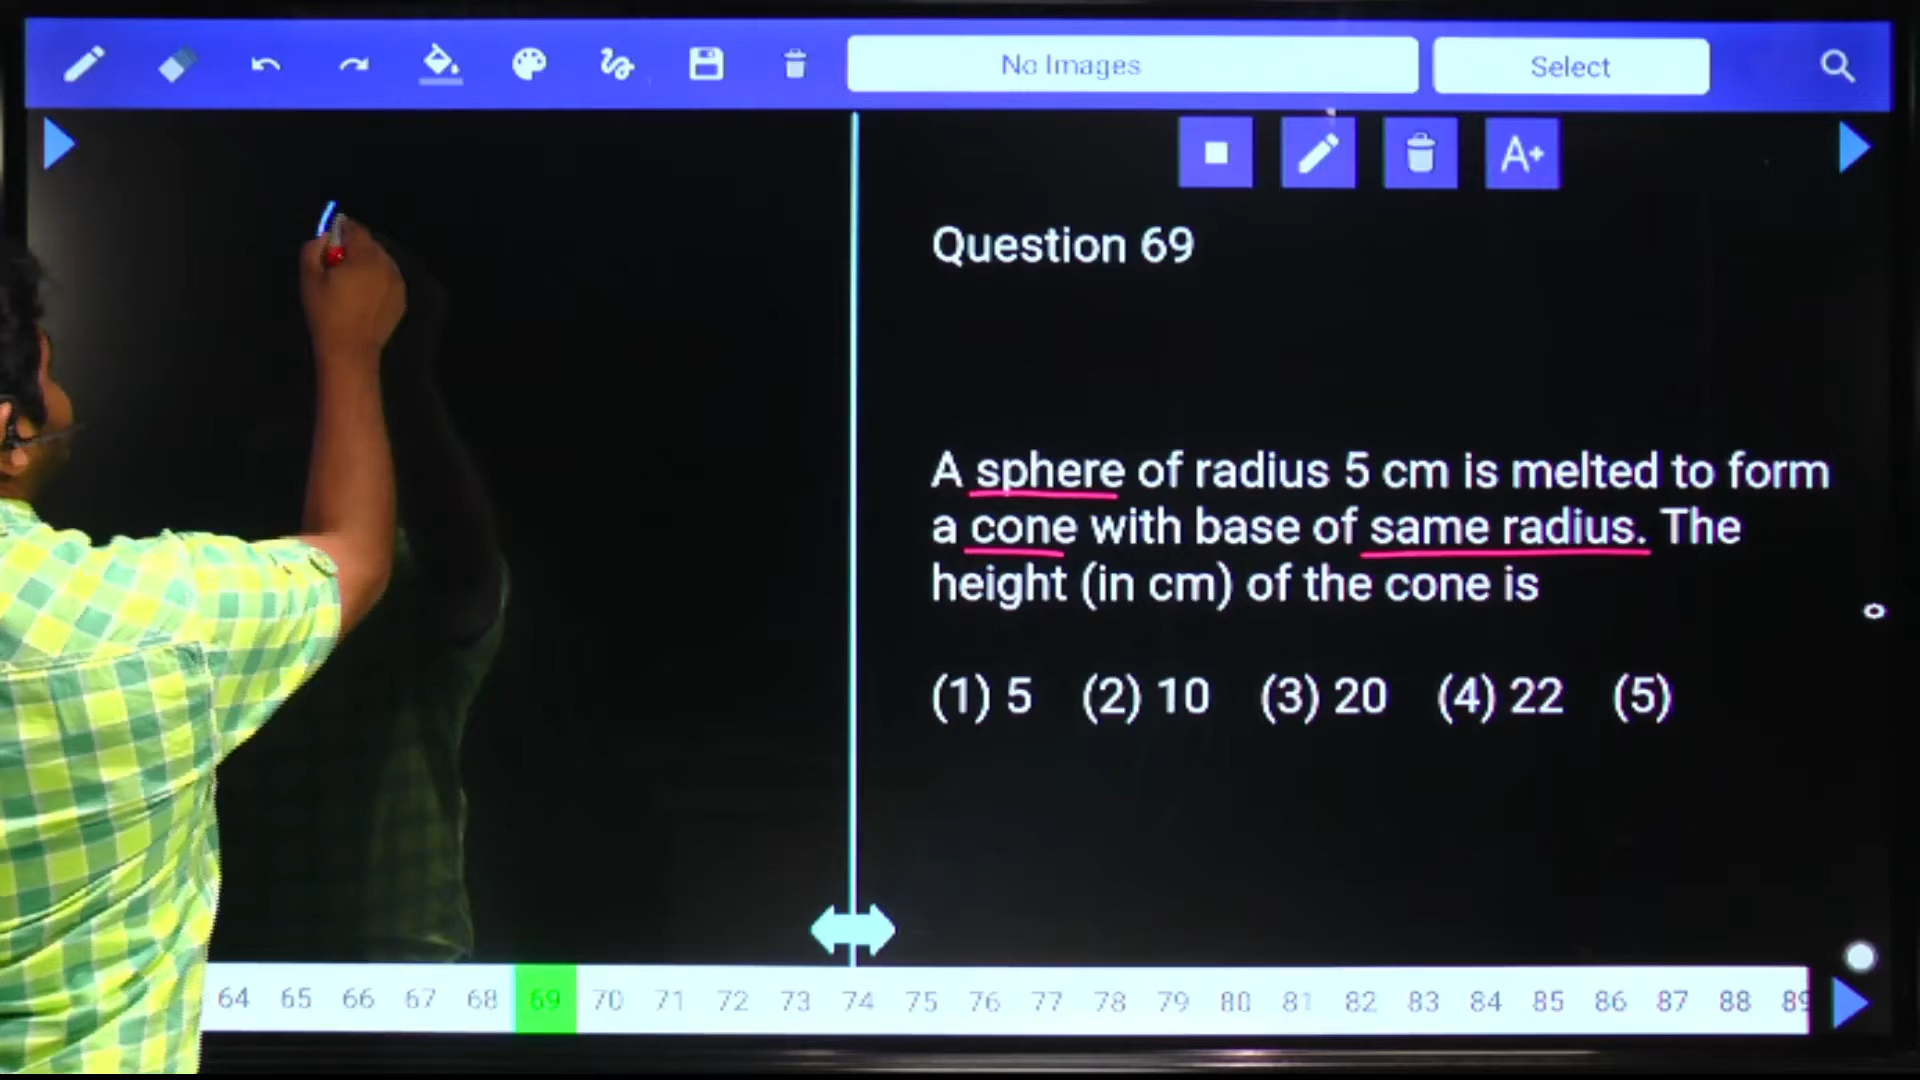 No Images
Select
A+
Question 69
A sphere of radius 5 cm is melted to form
a cone with base of same radius. The
height (in cm) of the cone is
(1) 5 (2) 10 (3) 20 (4) 22 (5)
64 65 66 67 68 69 70 71 72 73 74 75 76 77 78 79 80 81 82 83 84 85 86 87 88 89